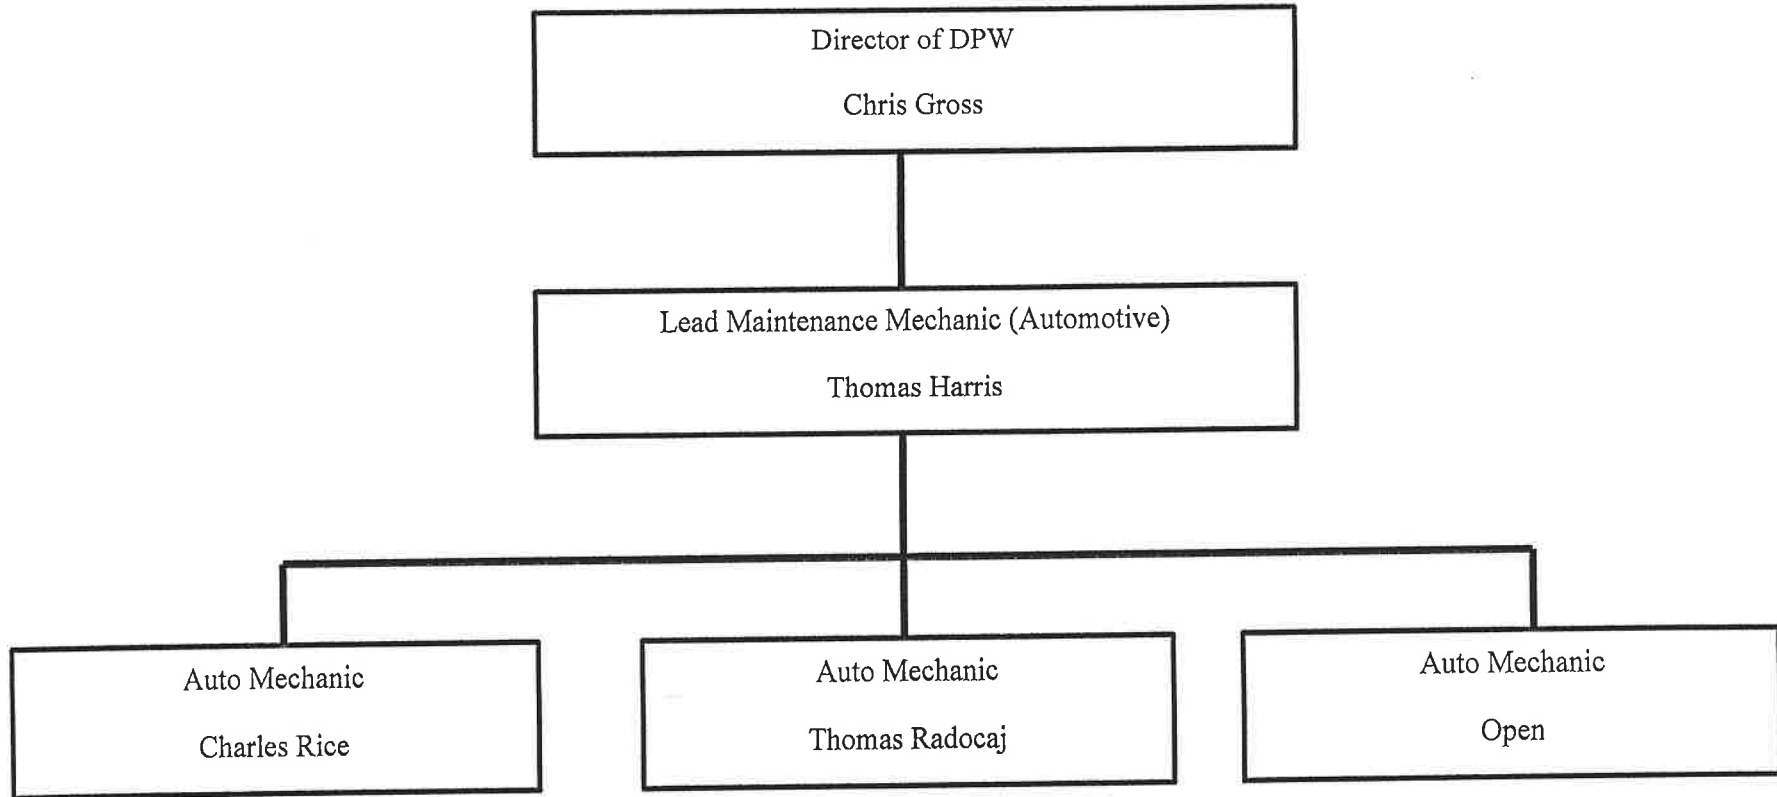 Director of DPW
Chris Gross
Lead Maintenance Mechanic (Automotive)
Thomas Harris
Auto Mechanic
Charles Rice
Auto Mechanic
Thomas Radocaj
Auto Mechanic
Open